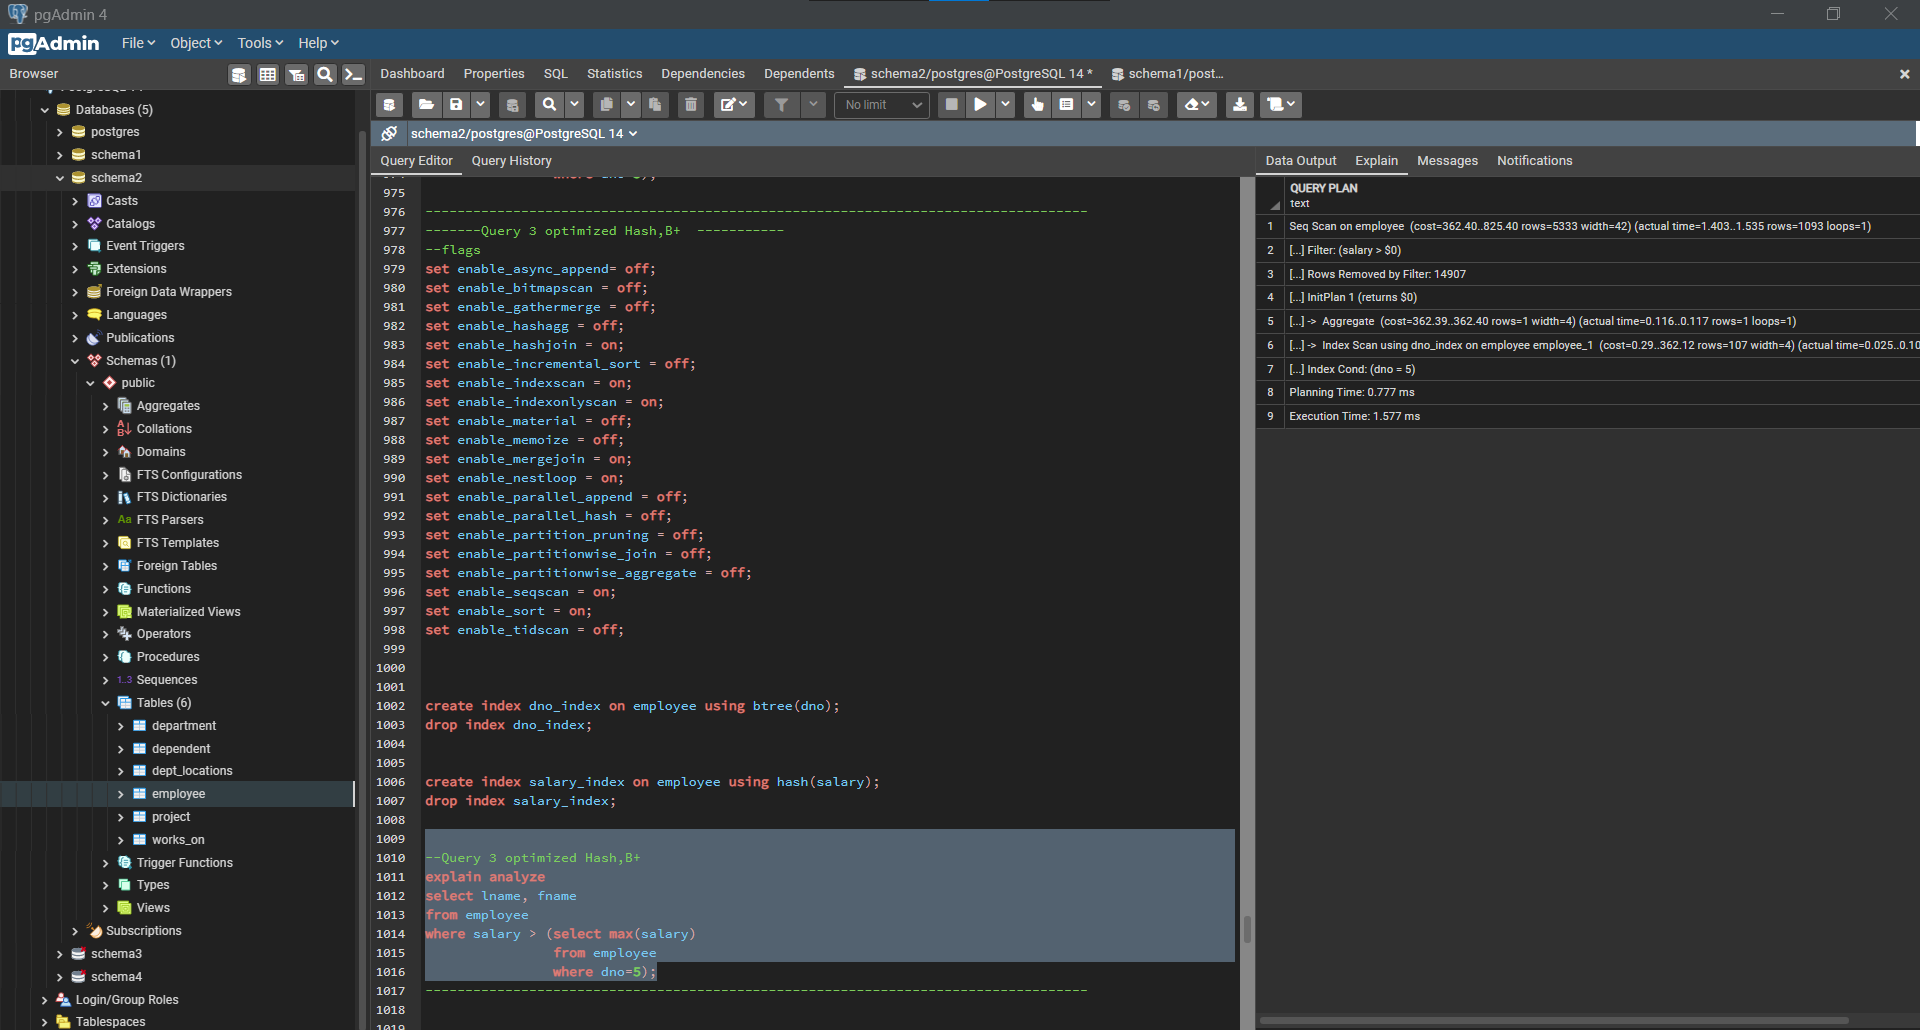 pgAdmin 4
pgAdmin
File
Object
Tools
Help
Browser
Dashboard
Properties
SQL
Statistics
Dependencies
Dependents
schema2/postgres@PostgreSQL 14 *
schema1/post...
No limit
schema2/postgres@PostgreSQL 14
Databases (5)
postgres
schema1
schema2
Casts
Catalogs
Event Triggers
Extensions
Foreign Data Wrappers
Languages
Publications
Schemas (1)
public
Aggregates
Collations
Domains
FTS Configurations
FTS Dictionaries
Aa FTS Parsers
FTS Templates
Foreign Tables
Functions
Materialized Views
Operators
Procedures
1..3 Sequences
Tables (6)
department
dependent
dept_locations
employee
project
works_on
Trigger Functions
Types
Views
Subscriptions
schema3
schema4
Login/Group Roles
Tablespaces
Query Editor
Query History
975
976 -----------------------------------------------------------------------------------
977 -------Query 3 optimized Hash,B+  -----------
978 --flags
979 set enable_async_append= off;
980 set enable_bitmapscan = off;
981 set enable_gathermerge = off;
982 set enable_hashagg = off;
983 set enable_hashjoin = on;
984 set enable_incremental_sort = off;
985 set enable_indexscan = on;
986 set enable_indexonlyscan = on;
987 set enable_material = off;
988 set enable_memoize = off;
989 set enable_mergejoin = on;
990 set enable_nestloop = on;
991 set enable_parallel_append = off;
992 set enable_parallel_hash = off;
993 set enable_partition_pruning = off;
994 set enable_partitionwise_join = off;
995 set enable_partitionwise_aggregate = off;
996 set enable_seqscan = on;
997 set enable_sort = on;
998 set enable_tidscan = off;
999
1000
1001
1002 create index dno_index on employee using btree(dno);
1003 drop index dno_index;
1004
1005
1006 create index salary_index on employee using hash(salary);
1007 drop index salary_index;
1008
1009
1010 --Query 3 optimized Hash,B+
1011 explain analyze
1012 select lname, fname
1013 from employee
1014 where salary > (select max(salary)
1015 from employee
1016 where dno=5);
1017 -----------------------------------------------------------------------------------
1018
1019
Data Output
Explain
Messages
Notifications
QUERY PLAN
text
1 Seq Scan on employee (cost=362.40..825.40 rows=5333 width=42) (actual time=1.403..1.535 rows=1093 loops=1)
2 [...] Filter: (salary > $0)
3 [...] Rows Removed by Filter: 14907
4 [...] InitPlan 1 (returns $0)
5 [...] -> Aggregate (cost=362.39..362.40 rows=1 width=4) (actual time=0.116..0.117 rows=1 loops=1)
6 [...] -> Index Scan using dno_index on employee employee_1 (cost=0.29..362.12 rows=107 width=4) (actual time=0.025..0.10
7 [...] Index Cond: (dno = 5)
8 Planning Time: 0.777 ms
9 Execution Time: 1.577 ms